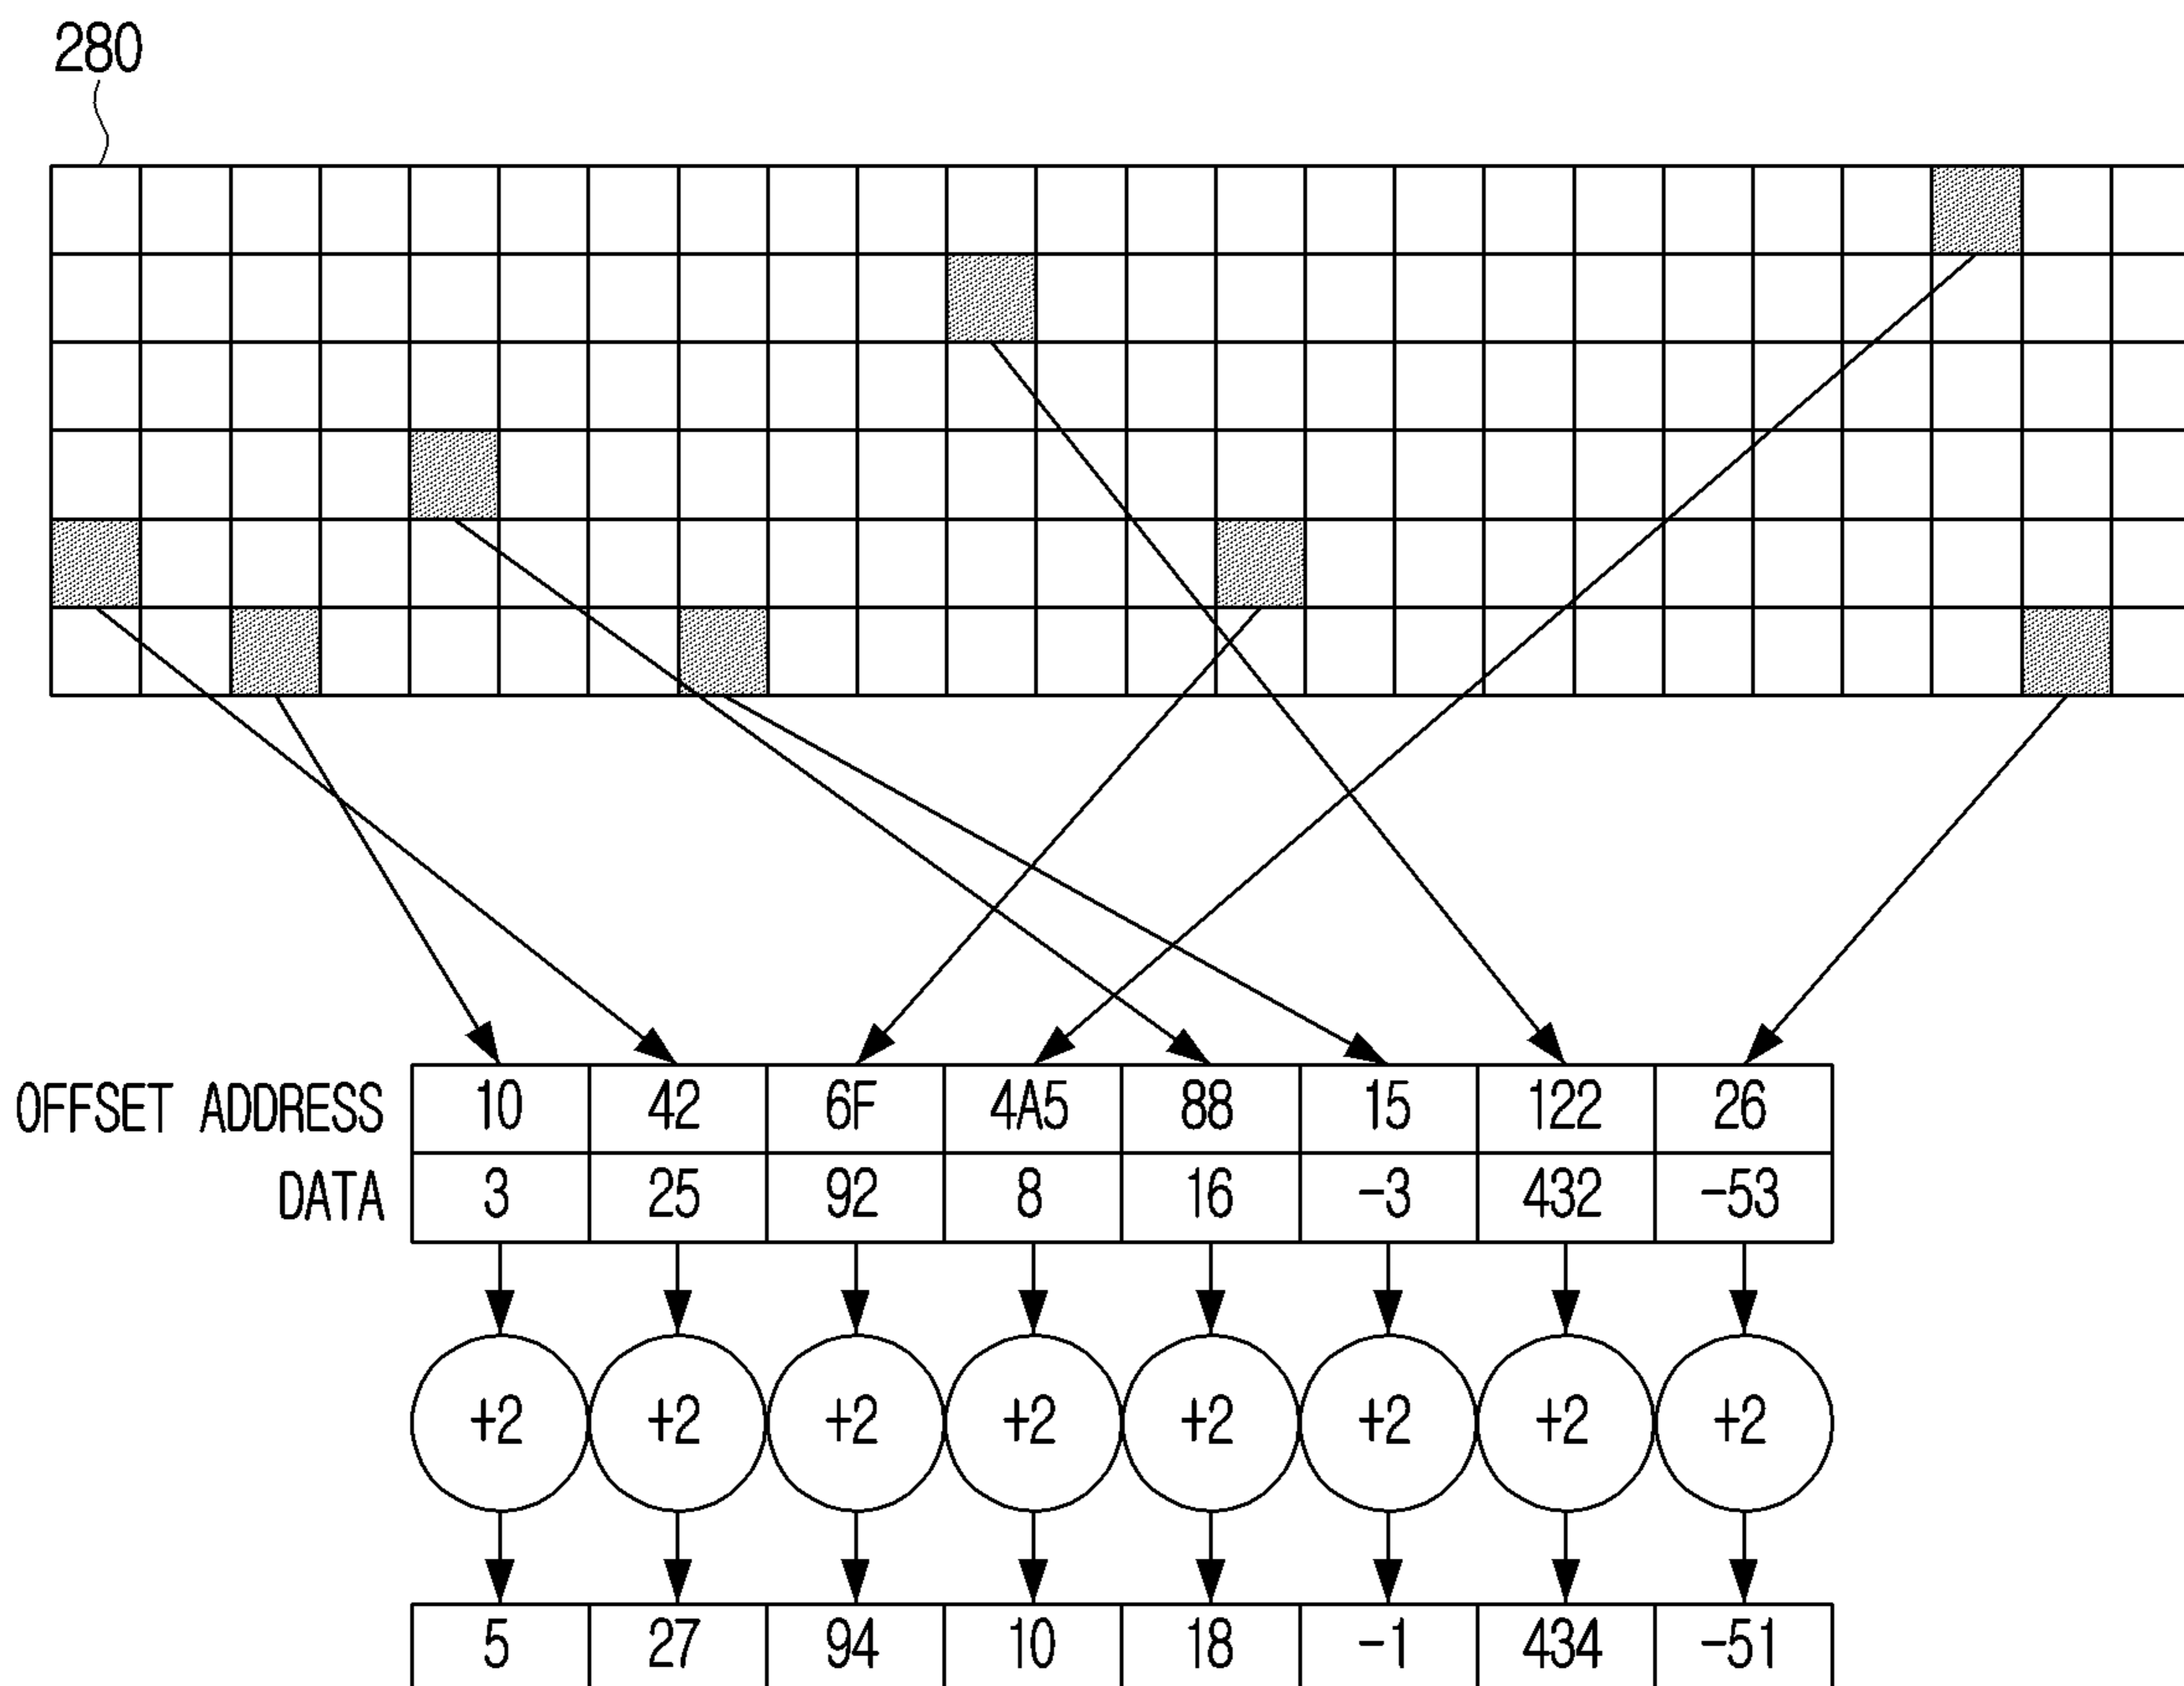 280
OFFSET ADDRESS 10 42 6F 4A5 88 15 122 26
DATA 3 25 92 8 16 -3 432 -53
+2 +2 +2 +2 +2 +2 +2 +2
5 27 94 10 18 -1 434 -51